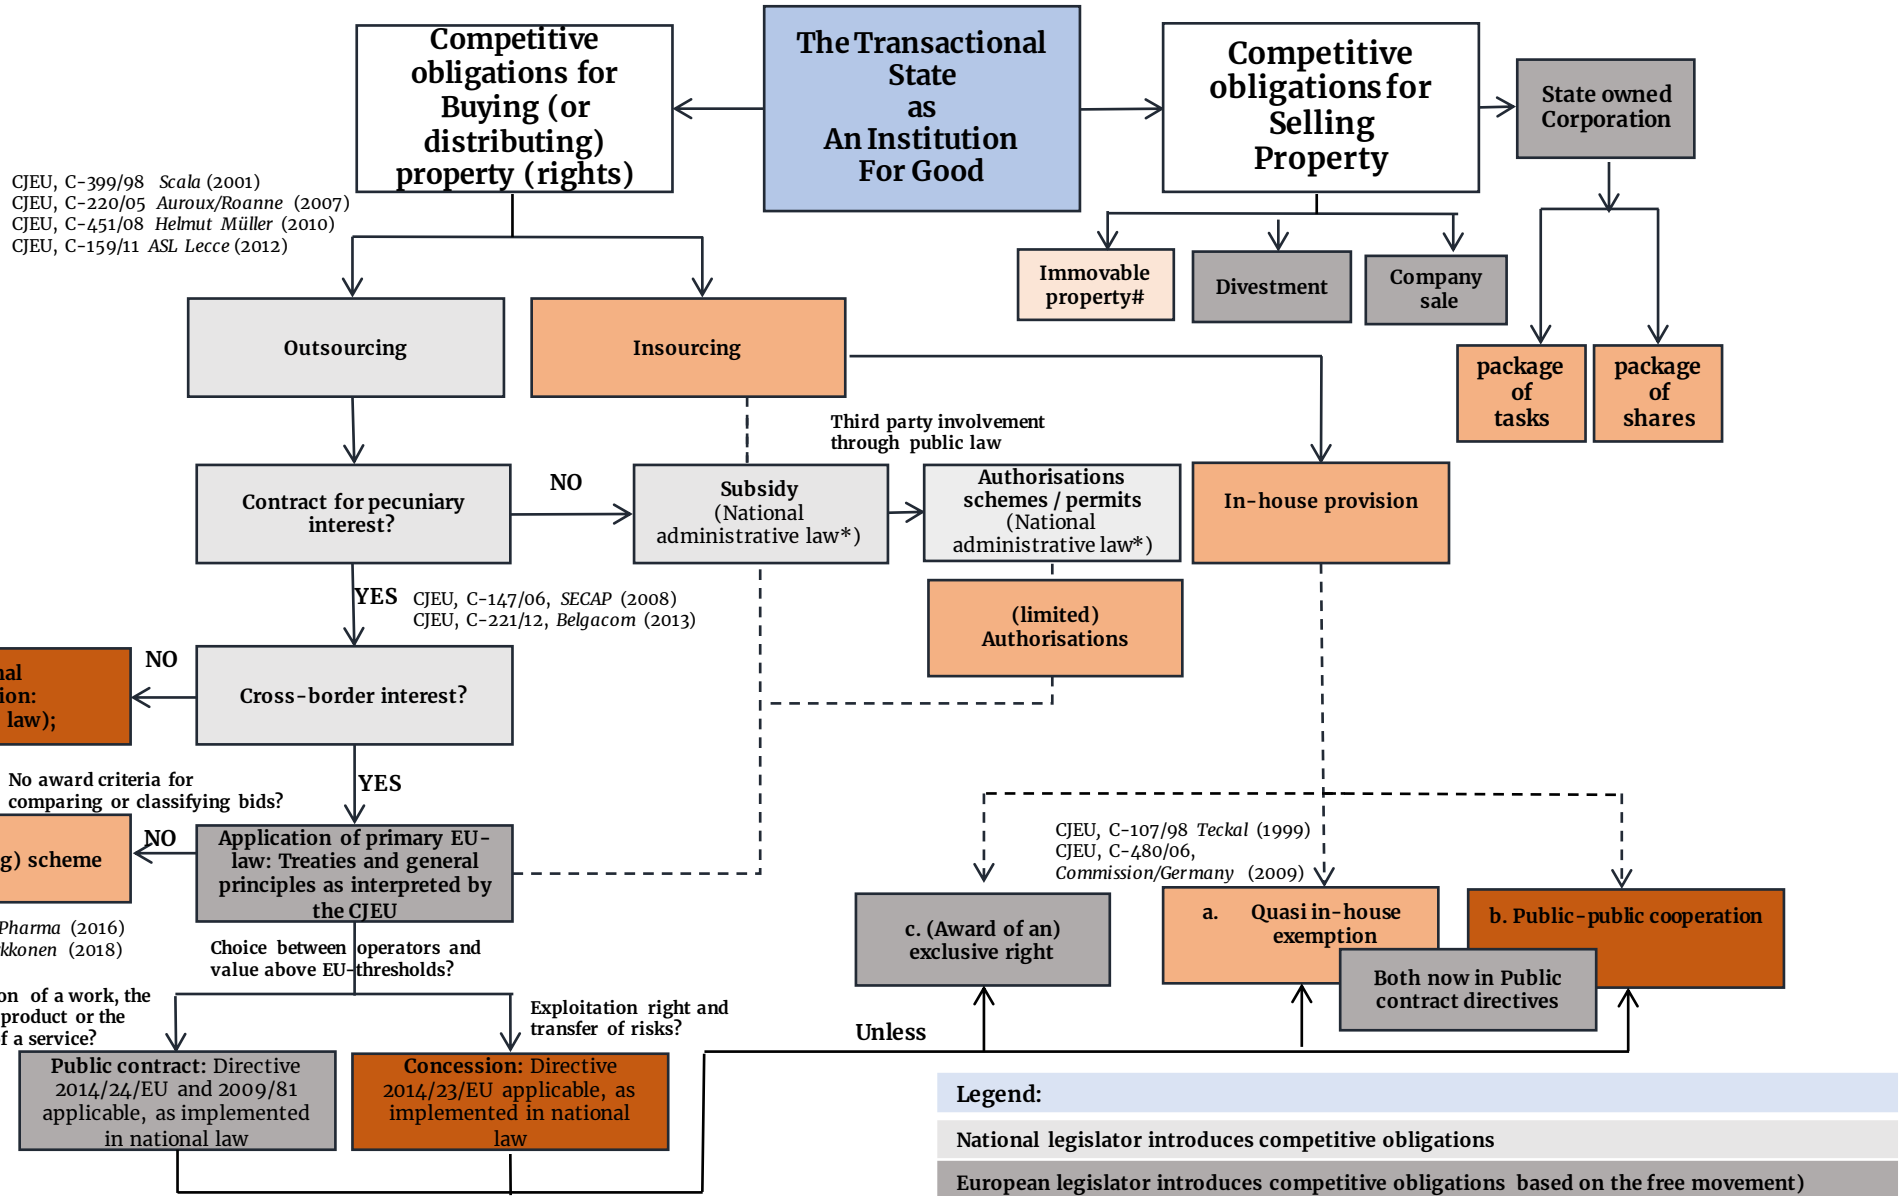 Competitive
obligations for
Buying (or
distributing)
property (rights)
The Transactional
State
as
An Institution
For Good
Competitive
obligations for
Selling
Property
State owned
Corporation
CJEU, C-399/98 Scala (2001)
CJEU, C-220/05 Auroux/Roanne (2007)
CJEU, C-451/08 Helmut Müller (2010)
CJEU, C-159/11 ASL Lecce (2012)
Immovable
property#
Divestment
Company
sale
Outsourcing
Insourcing
package
of
tasks
package
of
shares
Third party involvement
through public law
Contract for pecuniary
interest?
NO
Subsidy
(National
administrative law*)
Authorisations
schemes / permits
(National
administrative law*)
In-house provision
YES
CJEU, C-147/06, SECAP (2008)
CJEU, C-221/12, Belgacom (2013)
(limited)
Authorisations
nal
ion:
law);
NO
Cross-border interest?
No award criteria for
comparing or classifying bids?
YES
g) scheme
NO
Application of primary EU-
law: Treaties and general
principles as interpreted by
the CJEU
CJEU, C-107/98 Teckal (1999)
CJEU, C-480/06,
Commission/Germany (2009)
Pharma (2016)
kkonen (2018)
Choice between operators and
value above EU-thresholds?
c. (Award of an)
exclusive right
a. Quasi in-house
exemption
b. Public-public cooperation
Both now in Public
contract directives
on of a work, the
product or the
f a service?
Exploitation right and
transfer of risks?
Unless
Public contract: Directive
2014/24/EU and 2009/81
applicable, as implemented
in national law
Concession: Directive
2014/23/EU applicable, as
implemented in national
law
Legend:
National legislator introduces competitive obligations
European legislator introduces competitive obligations based on the free movement)